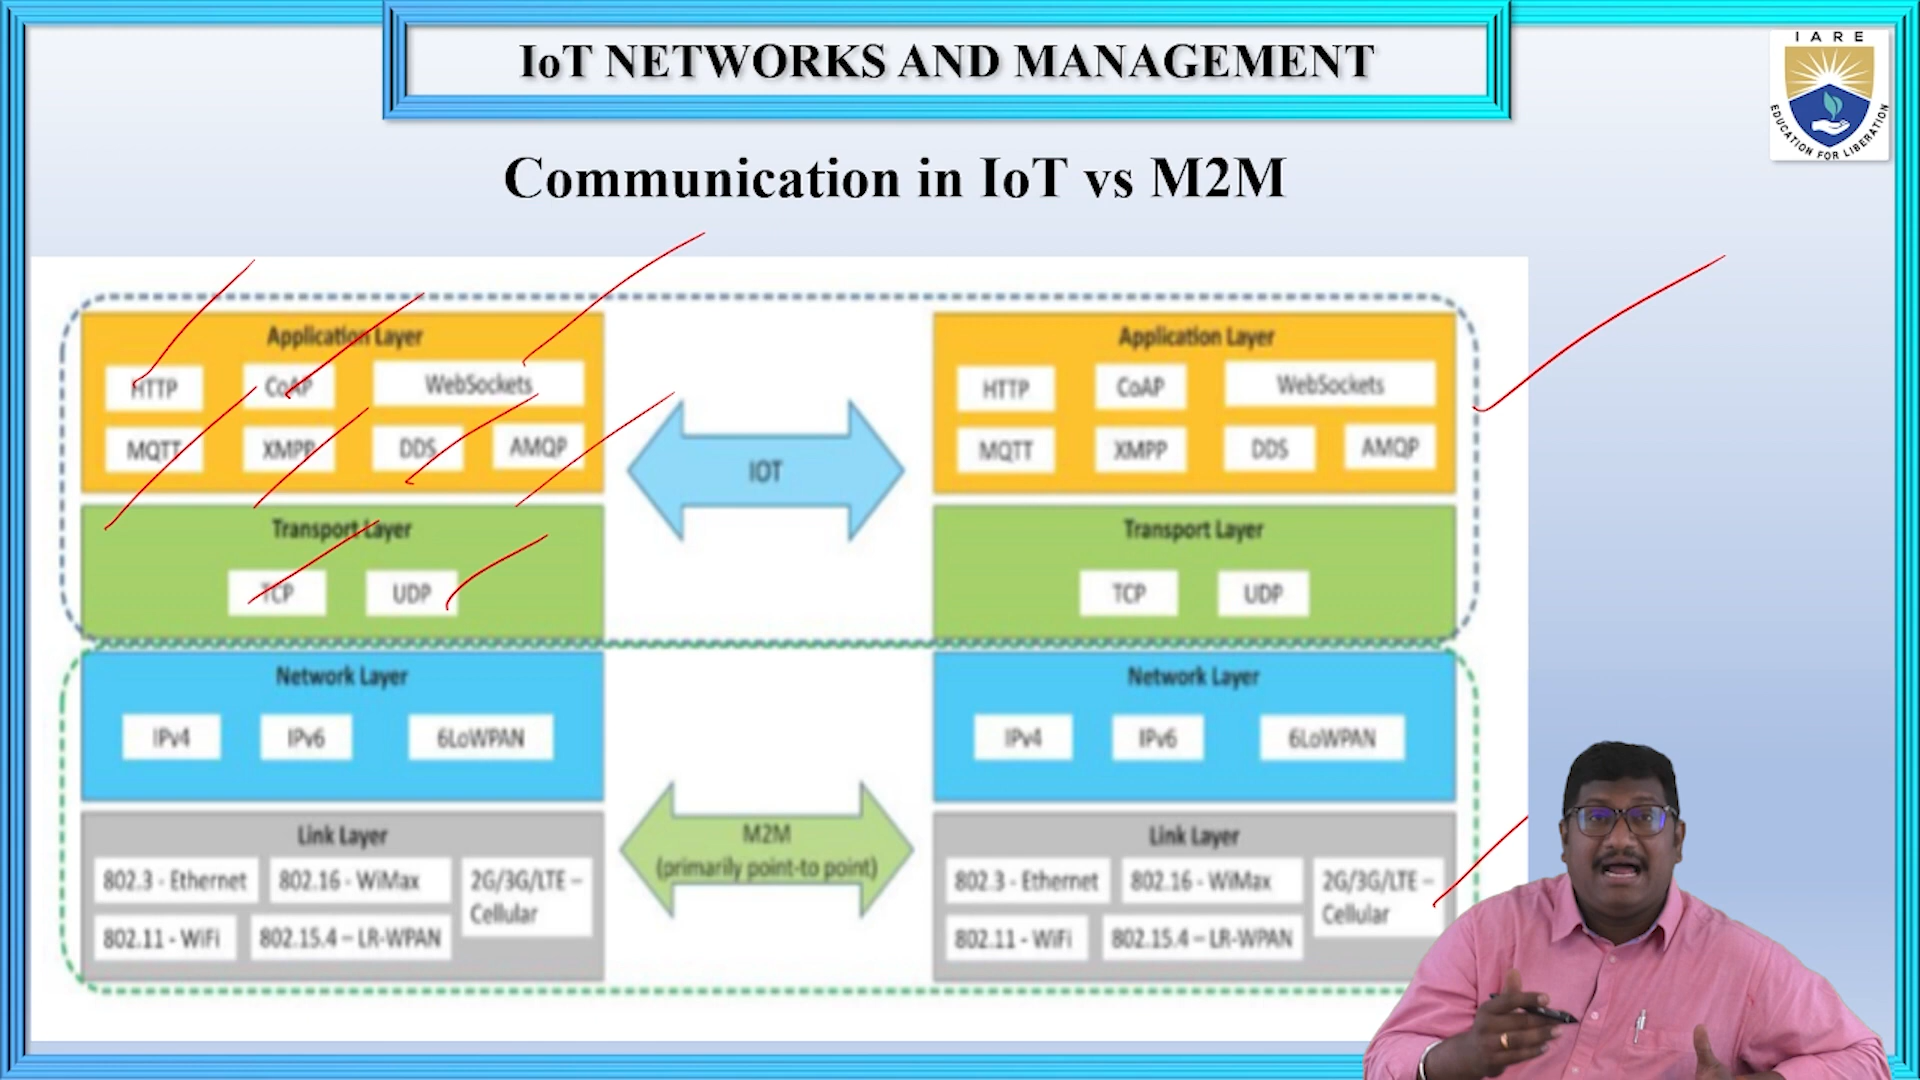 IoT NETWORKS AND MANAGEMENT
IARE
EDUCATION FOR LIBERATION
Communication in IoT vs M2M
Application Layer
HTTP CoAP WebSockets
MQTT XMPP DDS AMQP
Transport Layer
TCP UDP
Network Layer
IPv4 IPv6 6LoWPAN
Link Layer
802.3 - Ethernet 802.16 - WiMax 2G/3G/LTE – Cellular
802.11 - WiFi 802.15.4 – LR-WPAN
IOT
M2M
(primarily point-to point)
Application Layer
HTTP CoAP WebSockets
MQTT XMPP DDS AMQP
Transport Layer
TCP UDP
Network Layer
IPv4 IPv6 6LoWPAN
Link Layer
802.3 - Ethernet 802.16 - WiMax 2G/3G/LTE – Cellular
802.11 - WiFi 802.15.4 – LR-WPAN